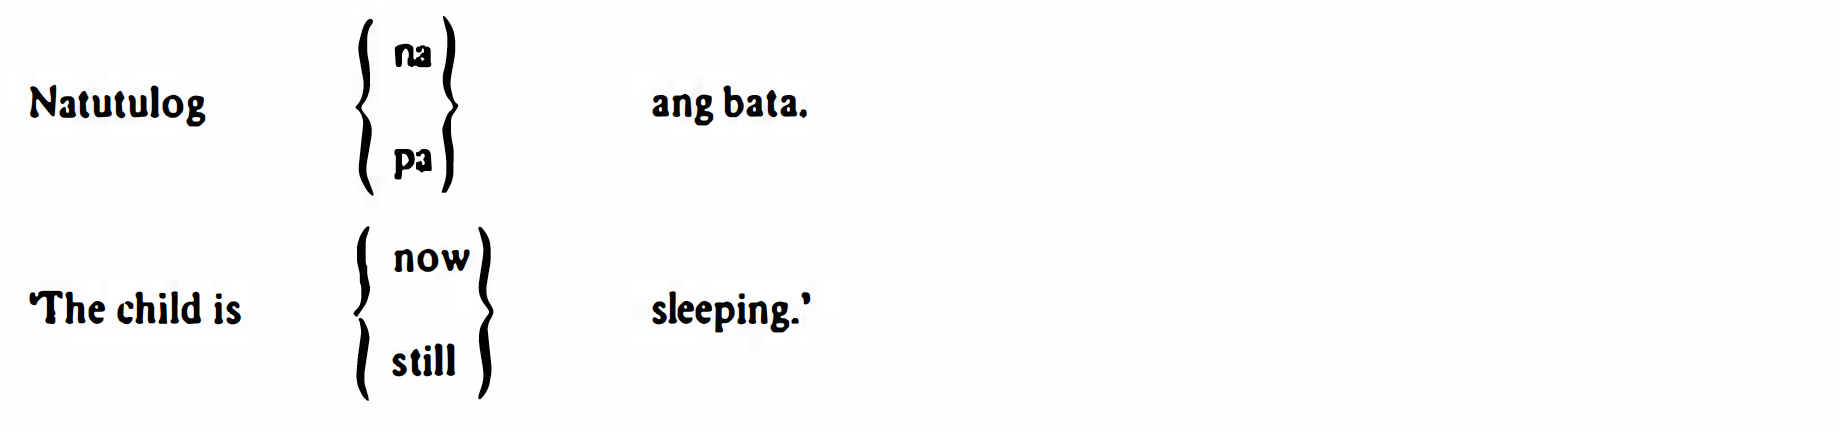 na
Natutulog ang bata.
pa
now
'The child is sleeping.'
still